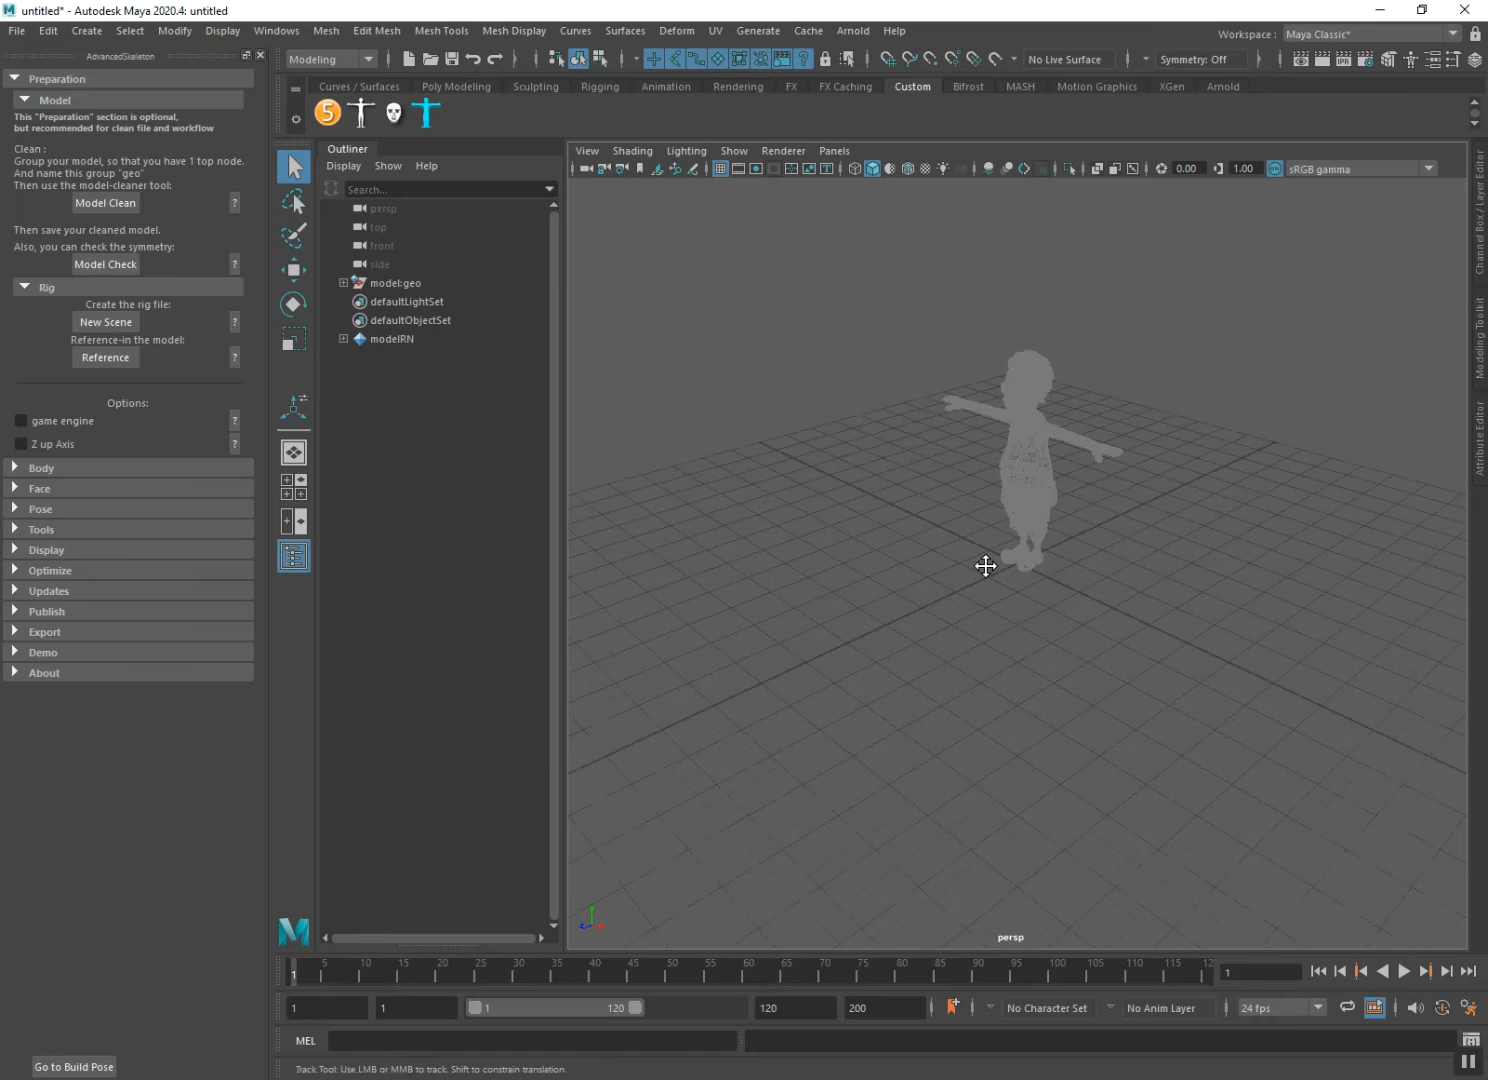 untitled* - Autodesk Maya 2020.4: untitled
File Edit Create Select Modify Display Windows Mesh Edit Mesh Mesh Tools Mesh Display Curves Surfaces Deform UV Generate Cache Arnold Help
Workspace : Maya Classic*
AdvancedSkeleton
Modeling
No Live Surface
Symmetry: Off
Curves / Surfaces Poly Modeling Sculpting Rigging Animation Rendering FX FX Caching Custom Bifrost MASH Motion Graphics XGen Arnold
5
Preparation
Model
This "Preparation" section is optional,
but recommended for clean file and workflow
Clean :
Group your model, so that you have 1 top node.
And name this group "geo"
Then use the model-cleaner tool:
Model Clean ?
Then save your cleaned model.
Also, you can check the symmetry:
Model Check ?
Rig
Create the rig file:
New Scene ?
Reference-in the model:
Reference ?
Options:
game engine ?
Z up Axis ?
Body
Face
Pose
Tools
Display
Optimize
Updates
Publish
Export
Demo
About
Go to Build Pose
Outliner
Display Show Help
Search...
persp
top
front
side
model:geo
defaultLightSet
defaultObjectSet
modelRN
View Shading Lighting Show Renderer Panels
0.00 1.00 sRGB gamma
persp
Channel Box / Layer Editor
Modeling Toolkit
Attribute Editor
5 10 15 20 25 30 35 40 45 50 55 60 65 70 75 80 85 90 95 100 105 110 115 12
1
1
1 1 1 120 120 200 No Character Set No Anim Layer 24 fps
MEL
Track Tool: Use LMB or MMB to track. Shift to constrain translation.